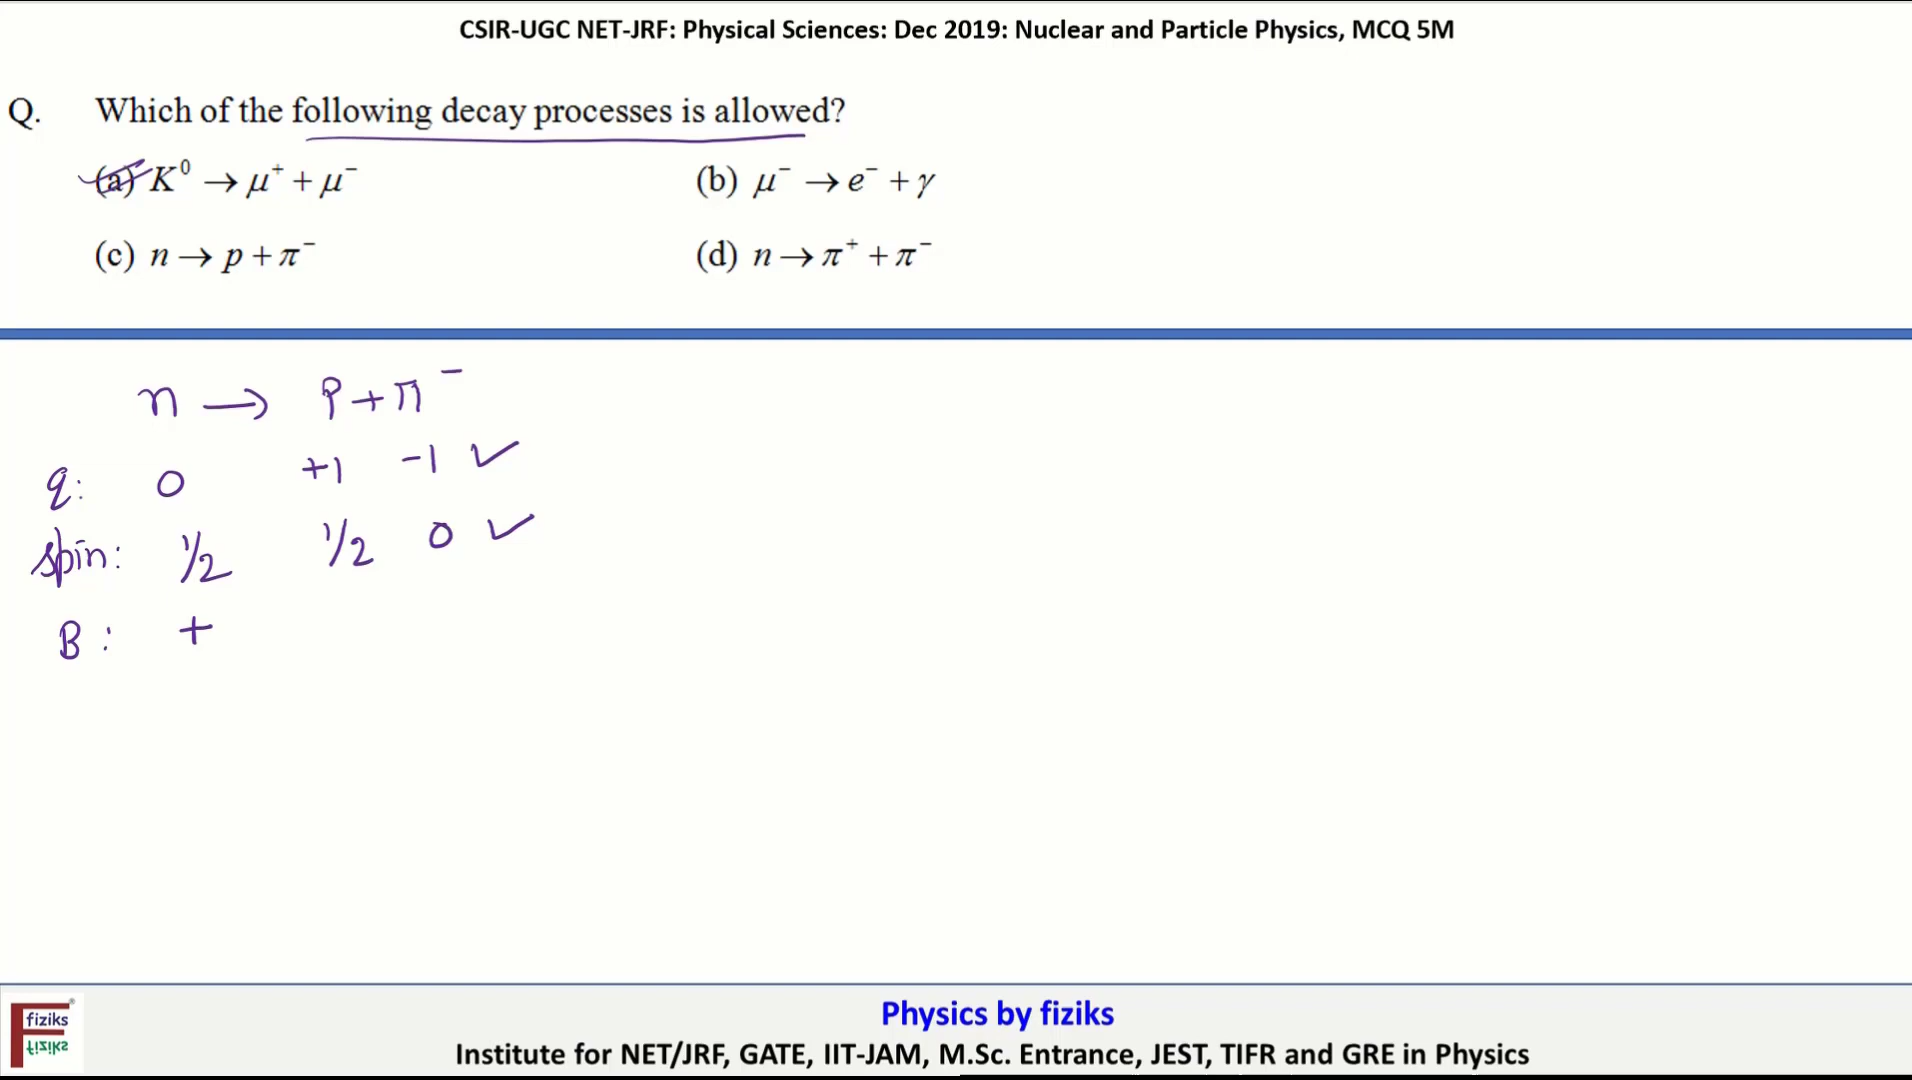 CSIR-UGC NET-JRF: Physical Sciences: Dec 2019: Nuclear and Particle Physics, MCQ 5M
Q. Which of the following decay processes is allowed?
(a) K⁰ → μ⁺ + μ⁻ (b) μ⁻ → e⁻ + γ
(c) n → p + π⁻ (d) n → π⁺ + π⁻
n → p + π⁻
q: 0 +1 -1 ✓
spin: 1/2 1/2 0 ✓
B: +
fiziks
fiziks
Physics by fiziks
Institute for NET/JRF, GATE, IIT-JAM, M.Sc. Entrance, JEST, TIFR and GRE in Physics